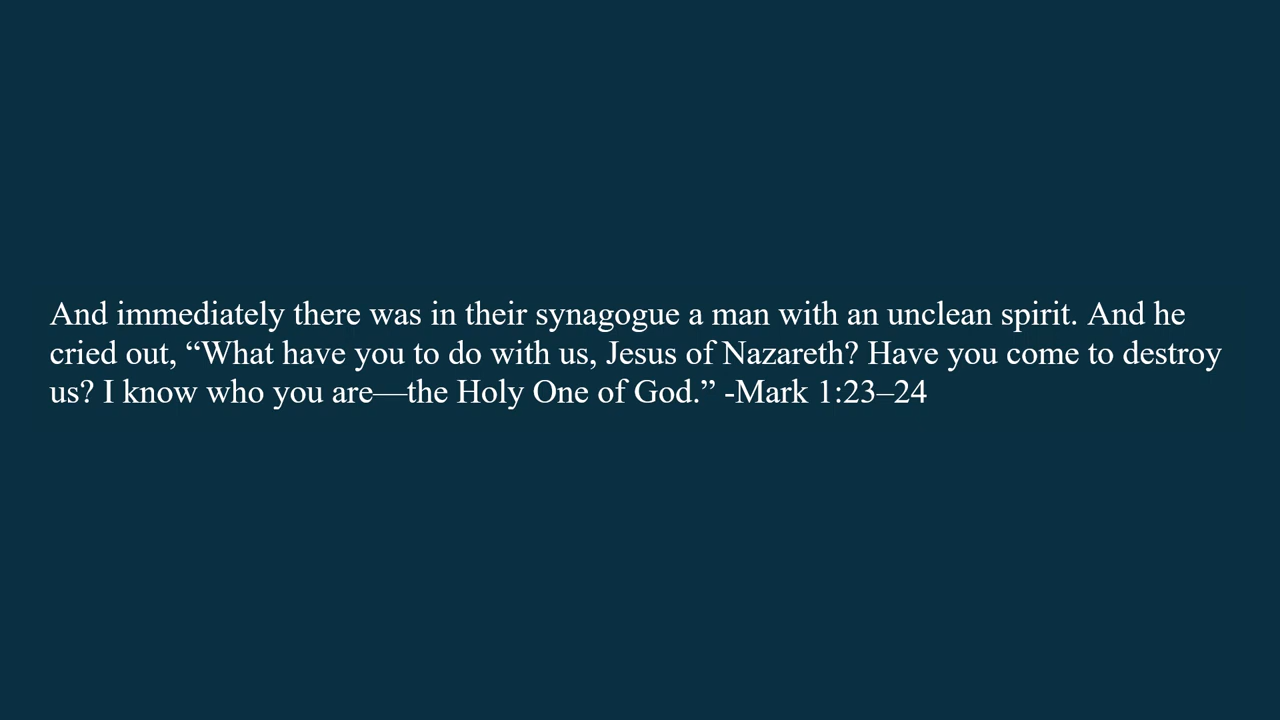 And immediately there was in their synagogue a man with an unclean spirit. And he
cried out, “What have you to do with us, Jesus of Nazareth? Have you come to destroy
us? I know who you are—the Holy One of God.” -Mark 1:23–24